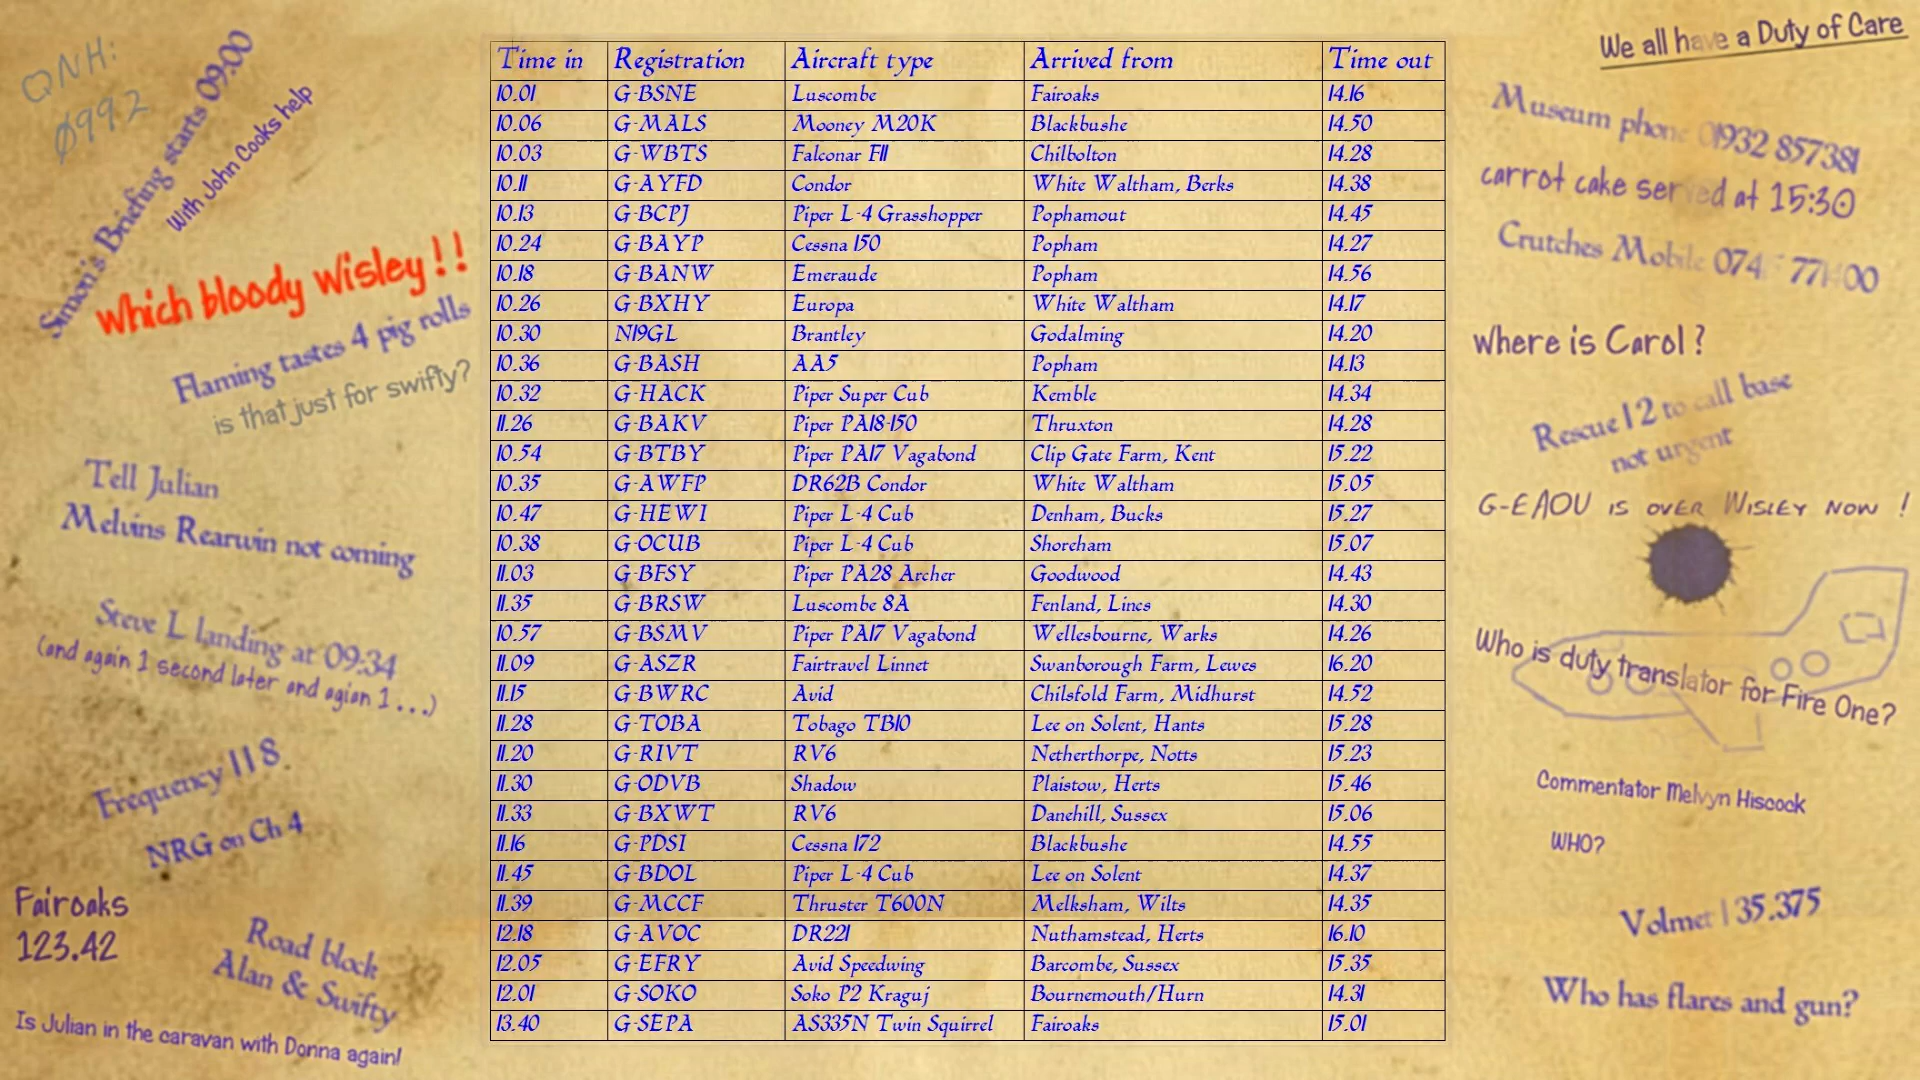 QNH:
0992
Simon's Briefing starts 09:00
With John Cooks help
which bloody Wisley!!
Flaming tastes 4 pig rolls
is that just for swifty?
Tell Julian
Melvins Rearwin not coming
Steve L landing at 09:34
(and again 1 second later and agian 1...)
Frequency 118
NRG on Ch 4
Fairoaks
123.42
Road block
Alan & Swifty
Is Julian in the caravan with Donna again!
Time in Registration Aircraft type Arrived from Time out
10.01 G-BSNE Luscombe Fairoaks 14.16
10.06 G-MALS Mooney M20K Blackbushe 14.50
10.03 G-WBTS Falconar F11 Chilbolton 14.28
10.11 G-AYFD Condor White Waltham, Berks 14.38
10.13 G-BCPJ Piper L-4 Grasshopper Pophamout 14.45
10.24 G-BAYP Cessna 150 Popham 14.27
10.18 G-BANW Emeraude Popham 14.56
10.26 G-BXHY Europa White Waltham 14.17
10.30 N19GL Brantley Godalming 14.20
10.36 G-BASH AA5 Popham 14.13
10.32 G-HACK Piper Super Cub Kemble 14.34
11.26 G-BAKV Piper PA18-150 Thruxton 14.28
10.54 G-BTBY Piper PA17 Vagabond Clip Gate Farm, Kent 15.22
10.35 G-AWFP DR62B Condor White Waltham 15.05
10.47 G-HEWI Piper L-4 Cub Denham, Bucks 15.27
10.38 G-OCUB Piper L-4 Cub Shoreham 15.07
11.03 G-BFSY Piper PA28 Archer Goodwood 14.43
11.35 G-BRSW Luscombe 8A Fenland, Lincs 14.30
10.57 G-BSMV Piper PA17 Vagabond Wellesbourne, Warks 14.26
11.09 G-ASZR Fairtravel Linnet Swanborough Farm, Lewes 16.20
11.15 G-BWRC Avid Chilsfold Farm, Midhurst 14.52
11.28 G-TOBA Tobago TB10 Lee on Solent, Hants 15.28
11.20 G-RIVT RV6 Netherthorpe, Notts 15.23
11.30 G-ODVB Shadow Plaistow, Herts 15.46
11.33 G-BXWT RV6 Danehill, Sussex 15.06
11.16 G-PDSI Cessna 172 Blackbushe 14.55
11.45 G-BDOL Piper L-4 Cub Lee on Solent 14.37
11.39 G-MCCF Thruster T600N Melksham, Wilts 14.35
12.18 G-AVOC DR221 Nuthamstead, Herts 16.10
12.05 G-EFRY Avid Speedwing Barcombe, Sussex 15.35
12.01 G-SOKO Soko P2 Kraguj Bournemouth/Hurn 14.31
13.40 G-SEPA AS335N Twin Squirrel Fairoaks 15.01
We all have a Duty of Care
Museum phone 01932 857381
carrot cake served at 15:30
Crutches Mobile
where is Carol?
Rescue 12 to call base
not urgent
G-EAOU IS OVER WISLEY NOW !
Who is duty translator for Fire One?
Commentator Melvyn Hiscock
WHO?
Volmet 135.375
Who has flares and gun?